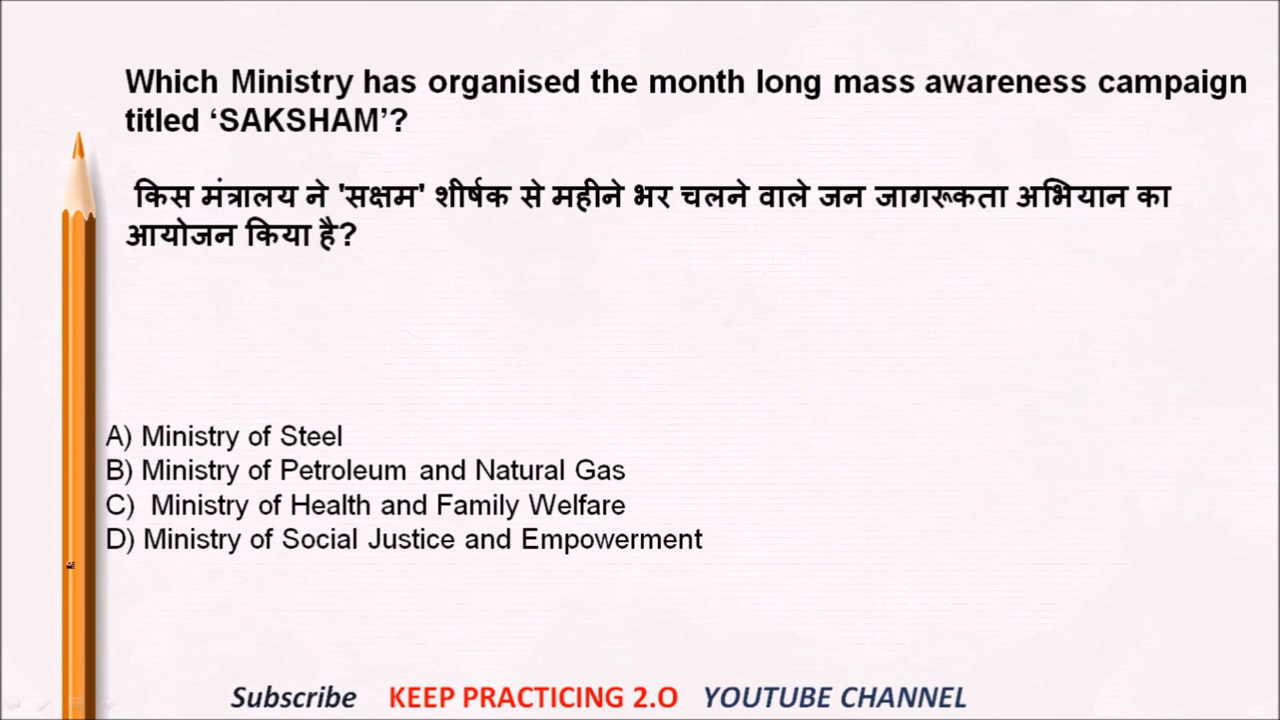 Which Ministry has organised the month long mass awareness campaign
titled ‘SAKSHAM’?
किस मंत्रालय ने 'सक्षम' शीर्षक से महीने भर चलने वाले जन जागरूकता अभियान का
आयोजन किया है?
A) Ministry of Steel
B) Ministry of Petroleum and Natural Gas
C) Ministry of Health and Family Welfare
D) Ministry of Social Justice and Empowerment
Subscribe KEEP PRACTICING 2.O YOUTUBE CHANNEL